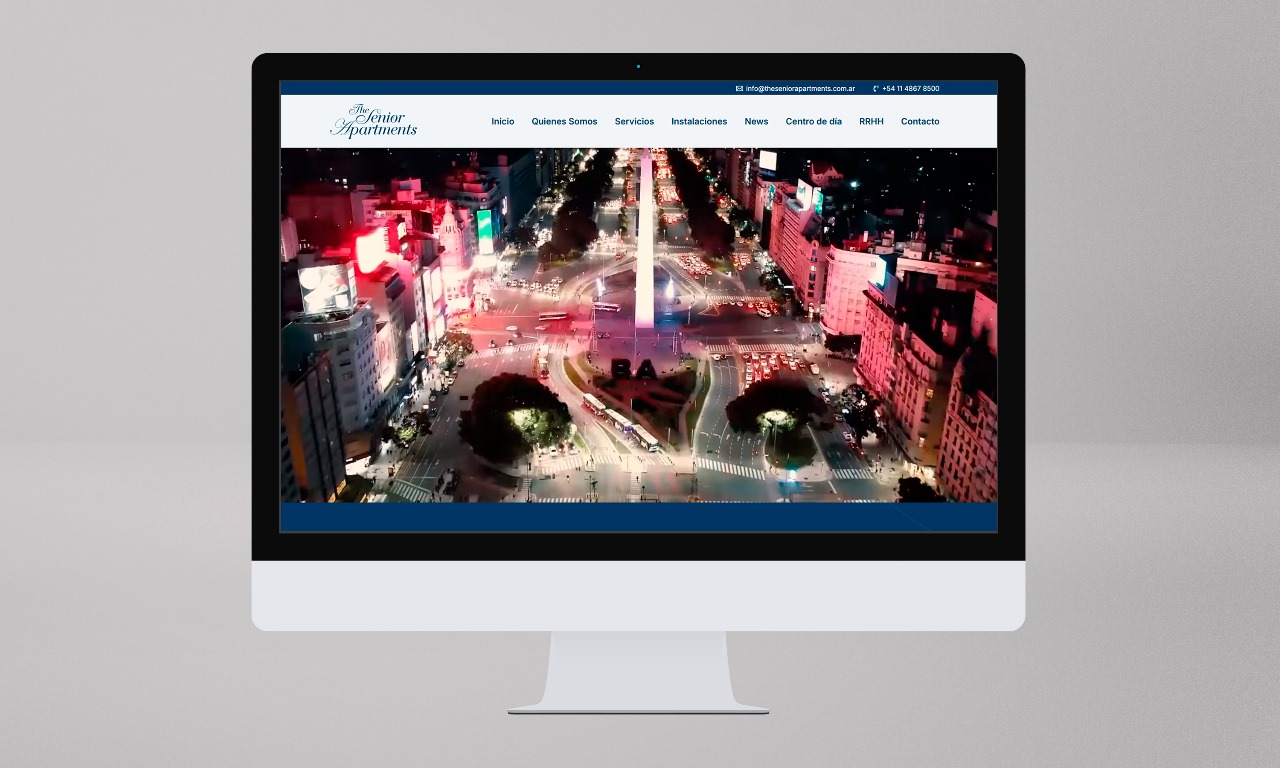 info@theseniorapartments.com.ar +54 11 4867 8500
The
Senior
Apartments
Inicio Quienes Somos Servicios Instalaciones News Centro de día RRHH Contacto
BA